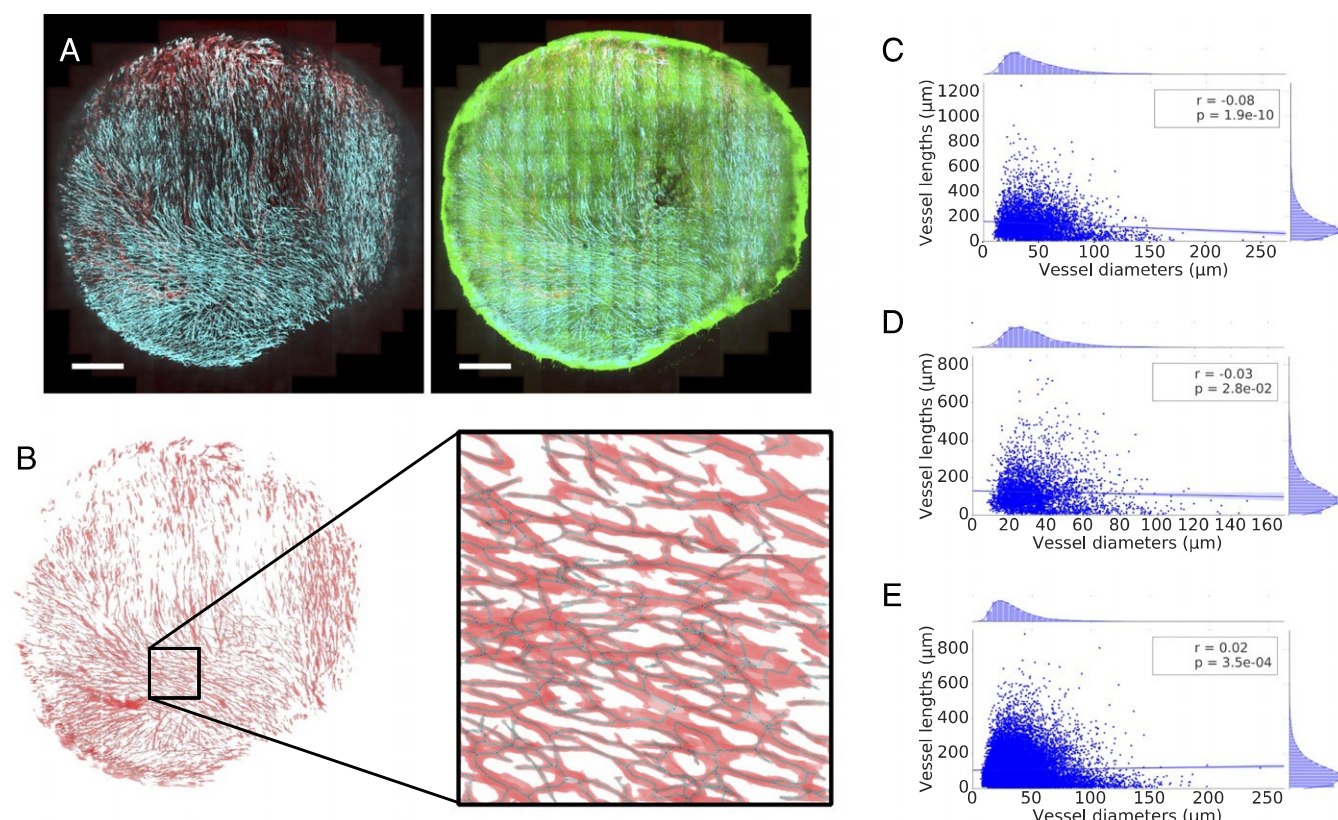 A
B
C
r = -0.08
p = 1.9e-10
1200
1000
800
600
400
200
0
Vessel lengths (µm)
0 50 100 150 200 250
Vessel diameters (µm)
D
r = -0.03
p = 2.8e-02
800
600
400
200
0
Vessel lengths (µm)
0 20 40 60 80 100 120 140 160
Vessel diameters (µm)
E
r = 0.02
p = 3.5e-04
800
600
400
200
0
Vessel lengths (µm)
0 50 100 150 200 250
Vessel diameters (µm)